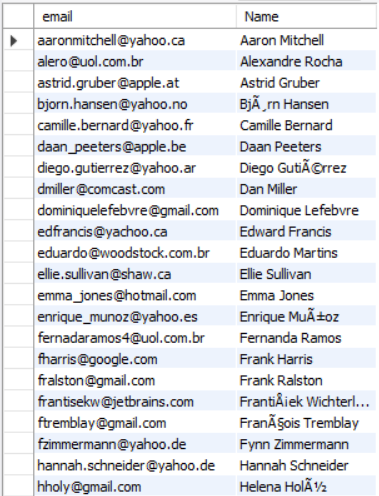 email Name
aaronmitchell@yahoo.ca Aaron Mitchell
alero@uol.com.br Alexandre Rocha
astrid.gruber@apple.at Astrid Gruber
bjorn.hansen@yahoo.no BjÃ¸rn Hansen
camille.bernard@yahoo.fr Camille Bernard
daan_peeters@apple.be Daan Peeters
diego.gutierrez@yahoo.ar Diego GutiÃ©rrez
dmiller@comcast.com Dan Miller
dominiquelefebvre@gmail.com Dominique Lefebvre
edfrancis@yachoo.ca Edward Francis
eduardo@woodstock.com.br Eduardo Martins
ellie.sullivan@shaw.ca Ellie Sullivan
emma_jones@hotmail.com Emma Jones
enrique_munoz@yahoo.es Enrique MuÃ±oz
fernadaramos4@uol.com.br Fernanda Ramos
fharris@google.com Frank Harris
fralston@gmail.com Frank Ralston
frantisekw@jetbrains.com FrantiÅ¡ek Wichterl...
ftremblay@gmail.com FranÃ§ois Tremblay
fzimmermann@yahoo.de Fynn Zimmermann
hannah.schneider@yahoo.de Hannah Schneider
hholy@gmail.com Helena HolÃ½